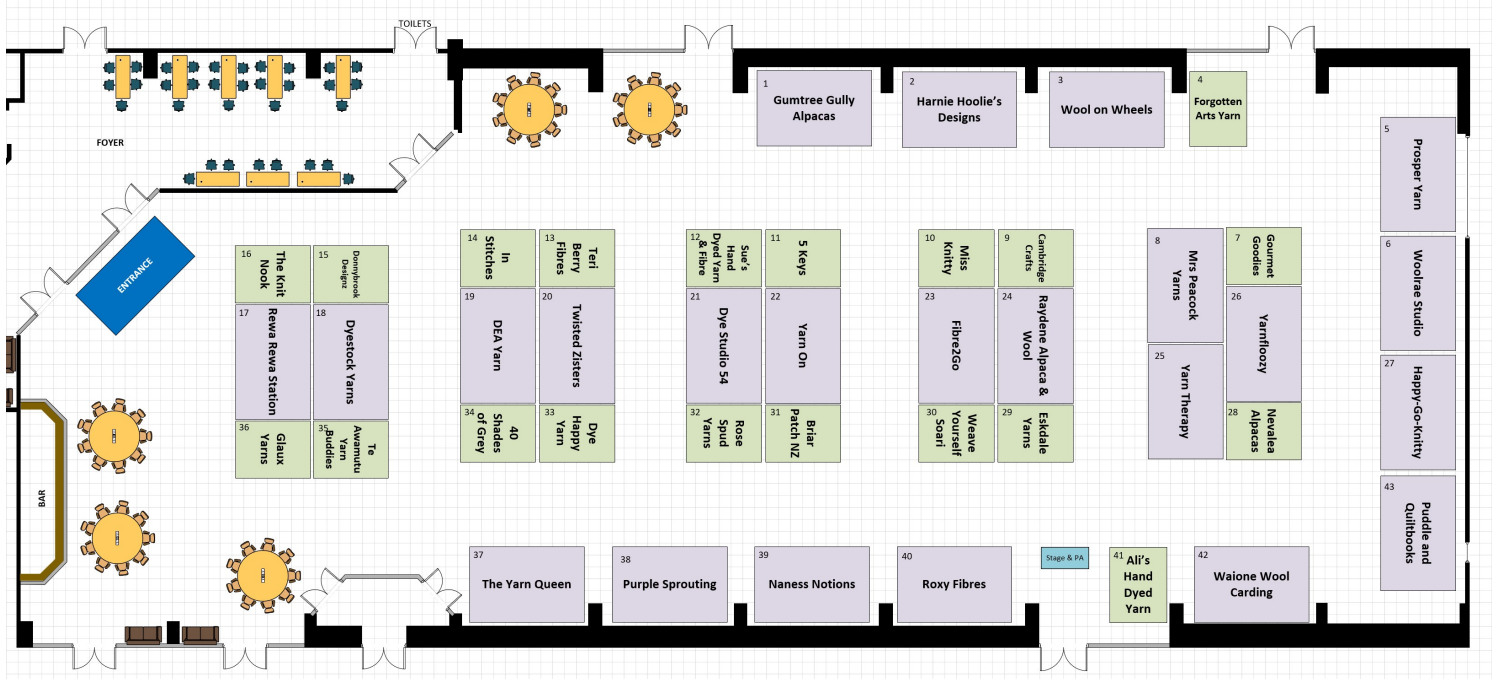 TOILETS
FOYER
ENTRANCE
BAR
1
Gumtree Gully
Alpacas
2
Harnie Hoolie's
Designs
3
Wool on Wheels
4
Forgotten
Arts Yarn
5
Prosper Yarn
6
Woolrae Studio
7
Gourmet
Goodies
8
Mrs Peacock
Yarns
9
Cambridge
Crafts
10
Miss
Knitty
11
5 Keys
12
Sue's
Hand
Dyed Yarn
& Fibre
13
Teri
Berry
Fibres
14
In
Stitches
15
Donnybrook
Designz
16
The Knit
Nook
17
Rewa Rewa Station
18
Dyestock Yarns
19
DEA Yarn
20
Twisted Zisters
21
Dye Studio 54
22
Yarn On
23
Fibre2Go
24
Raydene Alpaca &
Wool
25
Yarn Therapy
26
Yarnfloozy
27
Happy-Go-Knitty
28
Nevalea
Alpacas
29
Eskdale
Yarns
30
Weave
Yourself
Soari
31
Briar
Patch NZ
32
Rose
Spud
Yarns
33
Dye
Happy
Yarn
34
40
Shades
of Grey
35
Te
Awamutu
Yarn
Buddies
36
Glaux
Yarns
37
The Yarn Queen
38
Purple Sprouting
39
Naness Notions
40
Roxy Fibres
Stage & PA
41
Ali's
Hand
Dyed
Yarn
42
Waione Wool
Carding
43
Puddle and
Quiltbooks